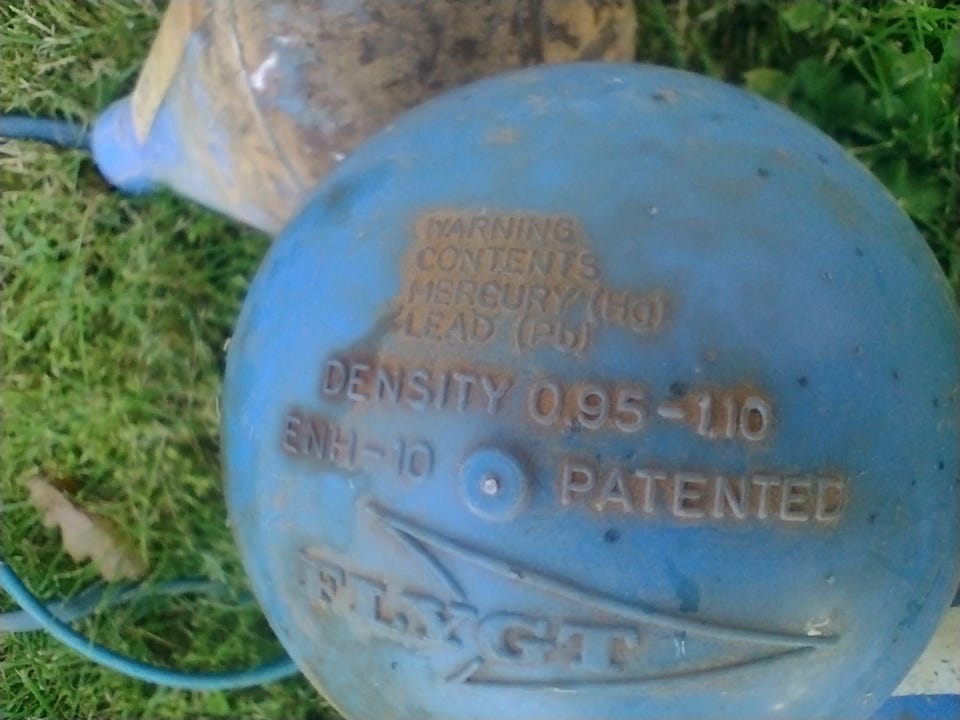 WARNING
CONTENTS
MERCURY (Hg)
LEAD (Pb)
DENSITY 0.95-1.10
ENH-10 PATENTED
FLYGT